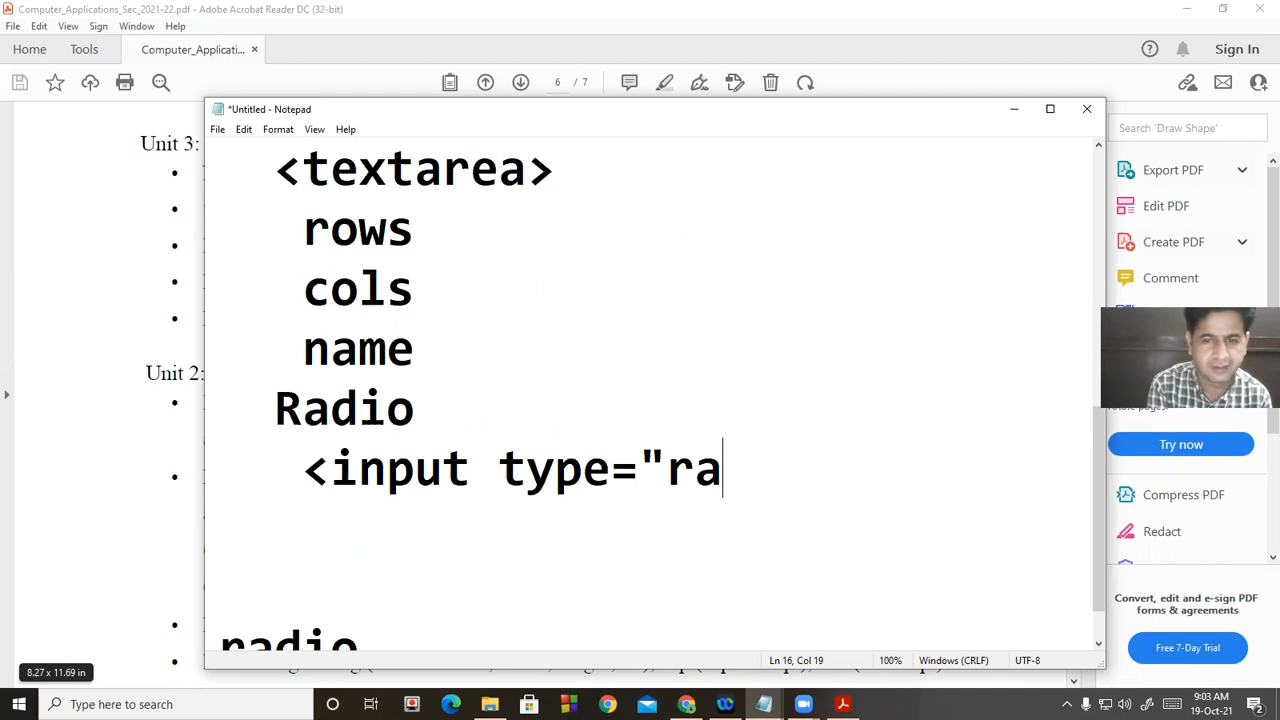 Computer_Applications_Sec_2021-22.pdf - Adobe Acrobat Reader DC (32-bit)
File Edit View Sign Window Help
Home Tools Computer_Applicati... × Sign In
6 / 7
*Untitled - Notepad
File Edit Format View Help
Search 'Draw Shape'
Unit 3:
Unit 2:
<textarea>
rows
cols
name
Radio
<input type="ra
radio
Export PDF
Edit PDF
Create PDF
Comment
Try now
Compress PDF
Redact
Convert, edit and e-sign PDF
forms & agreements
Free 7-Day Trial
Ln 16, Col 19 100% Windows (CRLF) UTF-8
8.27 x 11.69 in
Type here to search
9:03 AM
19-Oct-21
2